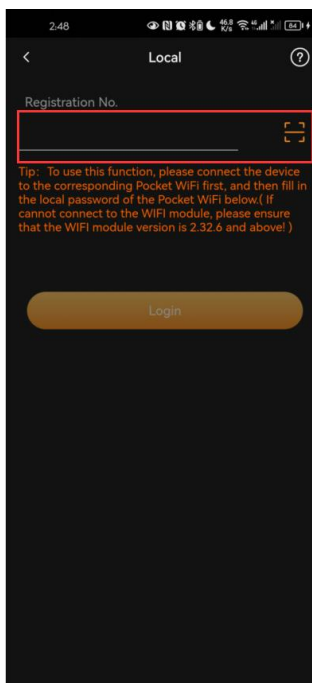 2:48
46.8 K/s
84
Local
?
Registration No.
Tip: To use this function, please connect the device
to the corresponding Pocket WiFi first, and then fill in
the local password of the Pocket WiFi below.( If
cannot connect to the WIFI module, please ensure
that the WIFI module version is 2.32.6 and above! )
Login